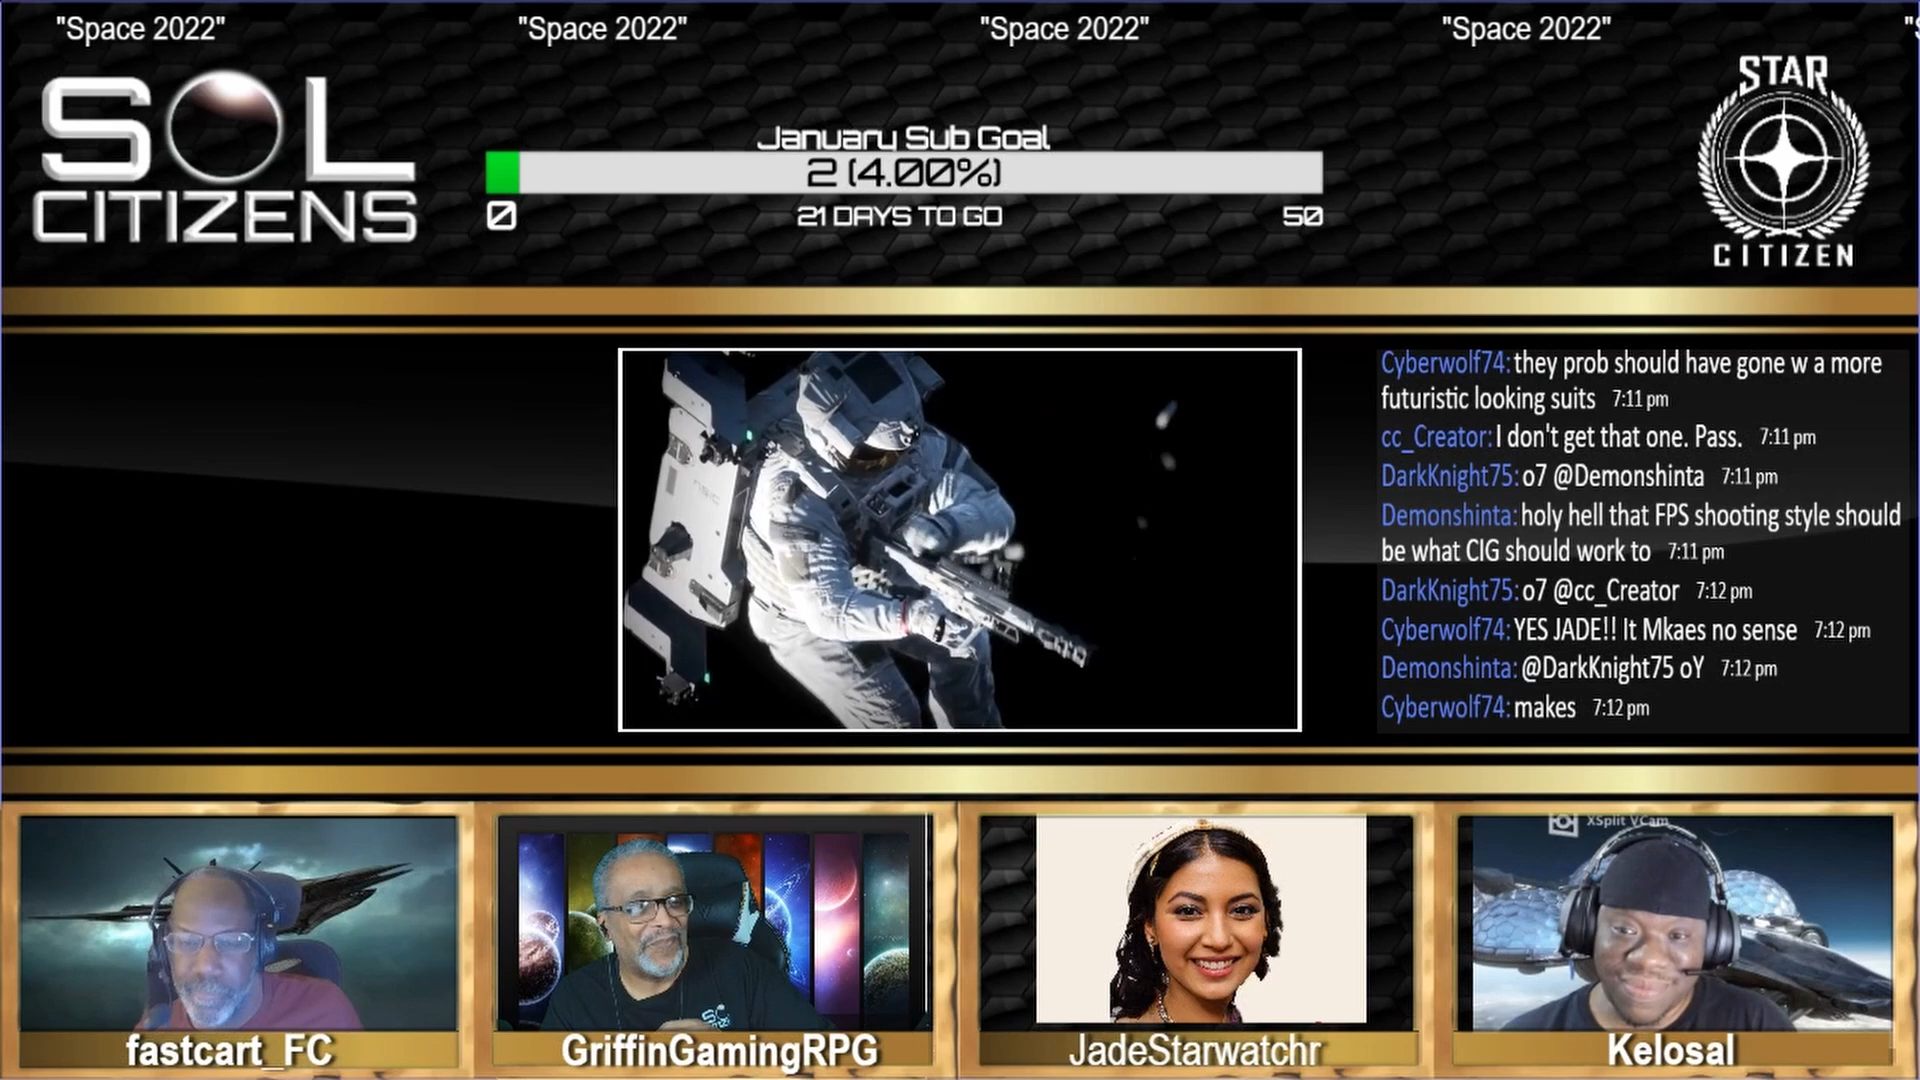 "Space 2022" "Space 2022" "Space 2022" "Space 2022"
SOL
CITIZENS
January Sub Goal
2 (4.00%)
0 21 DAYS TO GO 50
STAR
CITIZEN
Cyberwolf74: they prob should have gone w a more
futuristic looking suits 7:11 pm
cc_Creator: I don't get that one. Pass. 7:11 pm
DarkKnight75: o7 @Demonshinta 7:11 pm
Demonshinta: holy hell that FPS shooting style should
be what CIG should work to 7:11 pm
DarkKnight75: o7 @cc_Creator 7:12 pm
Cyberwolf74: YES JADE!! It Mkaes no sense 7:12 pm
Demonshinta: @DarkKnight75 oY 7:12 pm
Cyberwolf74: makes 7:12 pm
XSplit VCam
fastcart_FC
GriffinGamingRPG
JadeStarwatchr
Kelosal